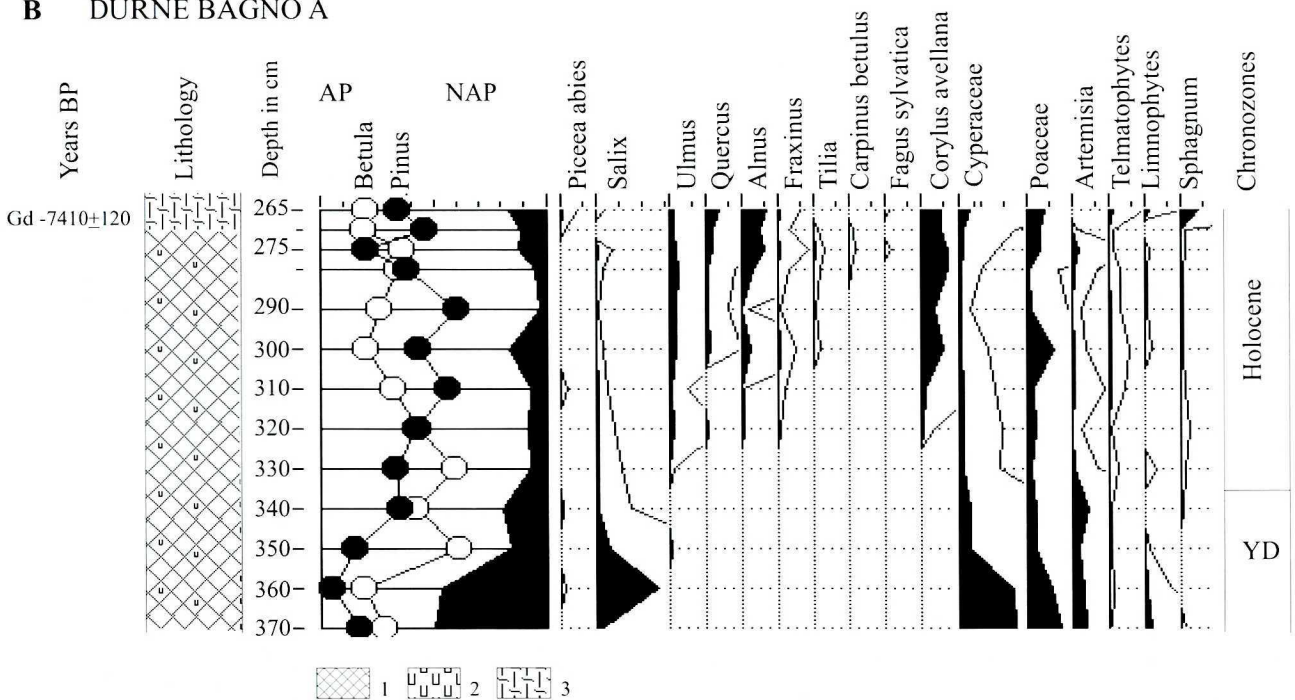 B DURNE BAGNO A
Years BP
Lithology
Depth in cm
AP
NAP
Betula
Pinus
Piceea abies
Salix
Ulmus
Quercus
Alnus
Fraxinus
Tilia
Carpinus betulus
Fagus sylvatica
Corylus avellana
Cyperaceae
Poaceae
Artemisia
Telmatophytes
Limnophytes
Sphagnum
Chronozones
Gd -7410±120
265
275
290
300
310
320
330
340
350
360
370
Holocene
YD
1 2 3